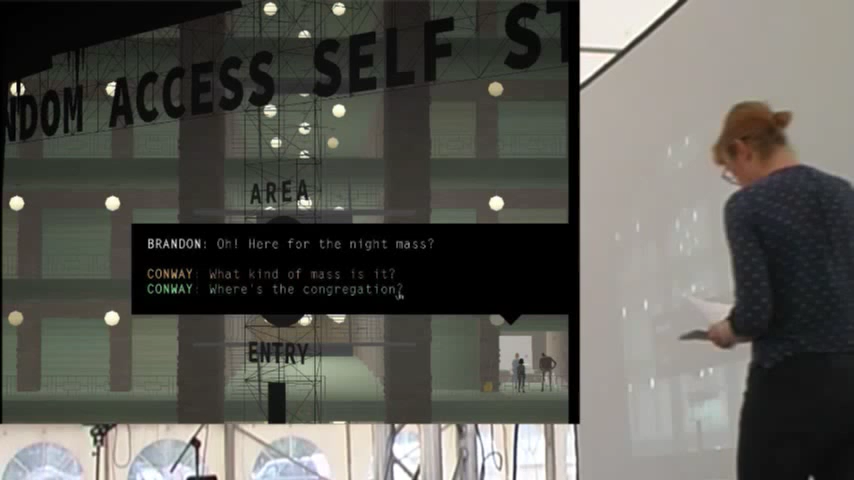 NDOM ACCESS SELF ST
AREA
BRANDON: Oh! Here for the night mass?
CONWAY: What kind of mass is it?
CONWAY: Where's the congregation?
ENTRY